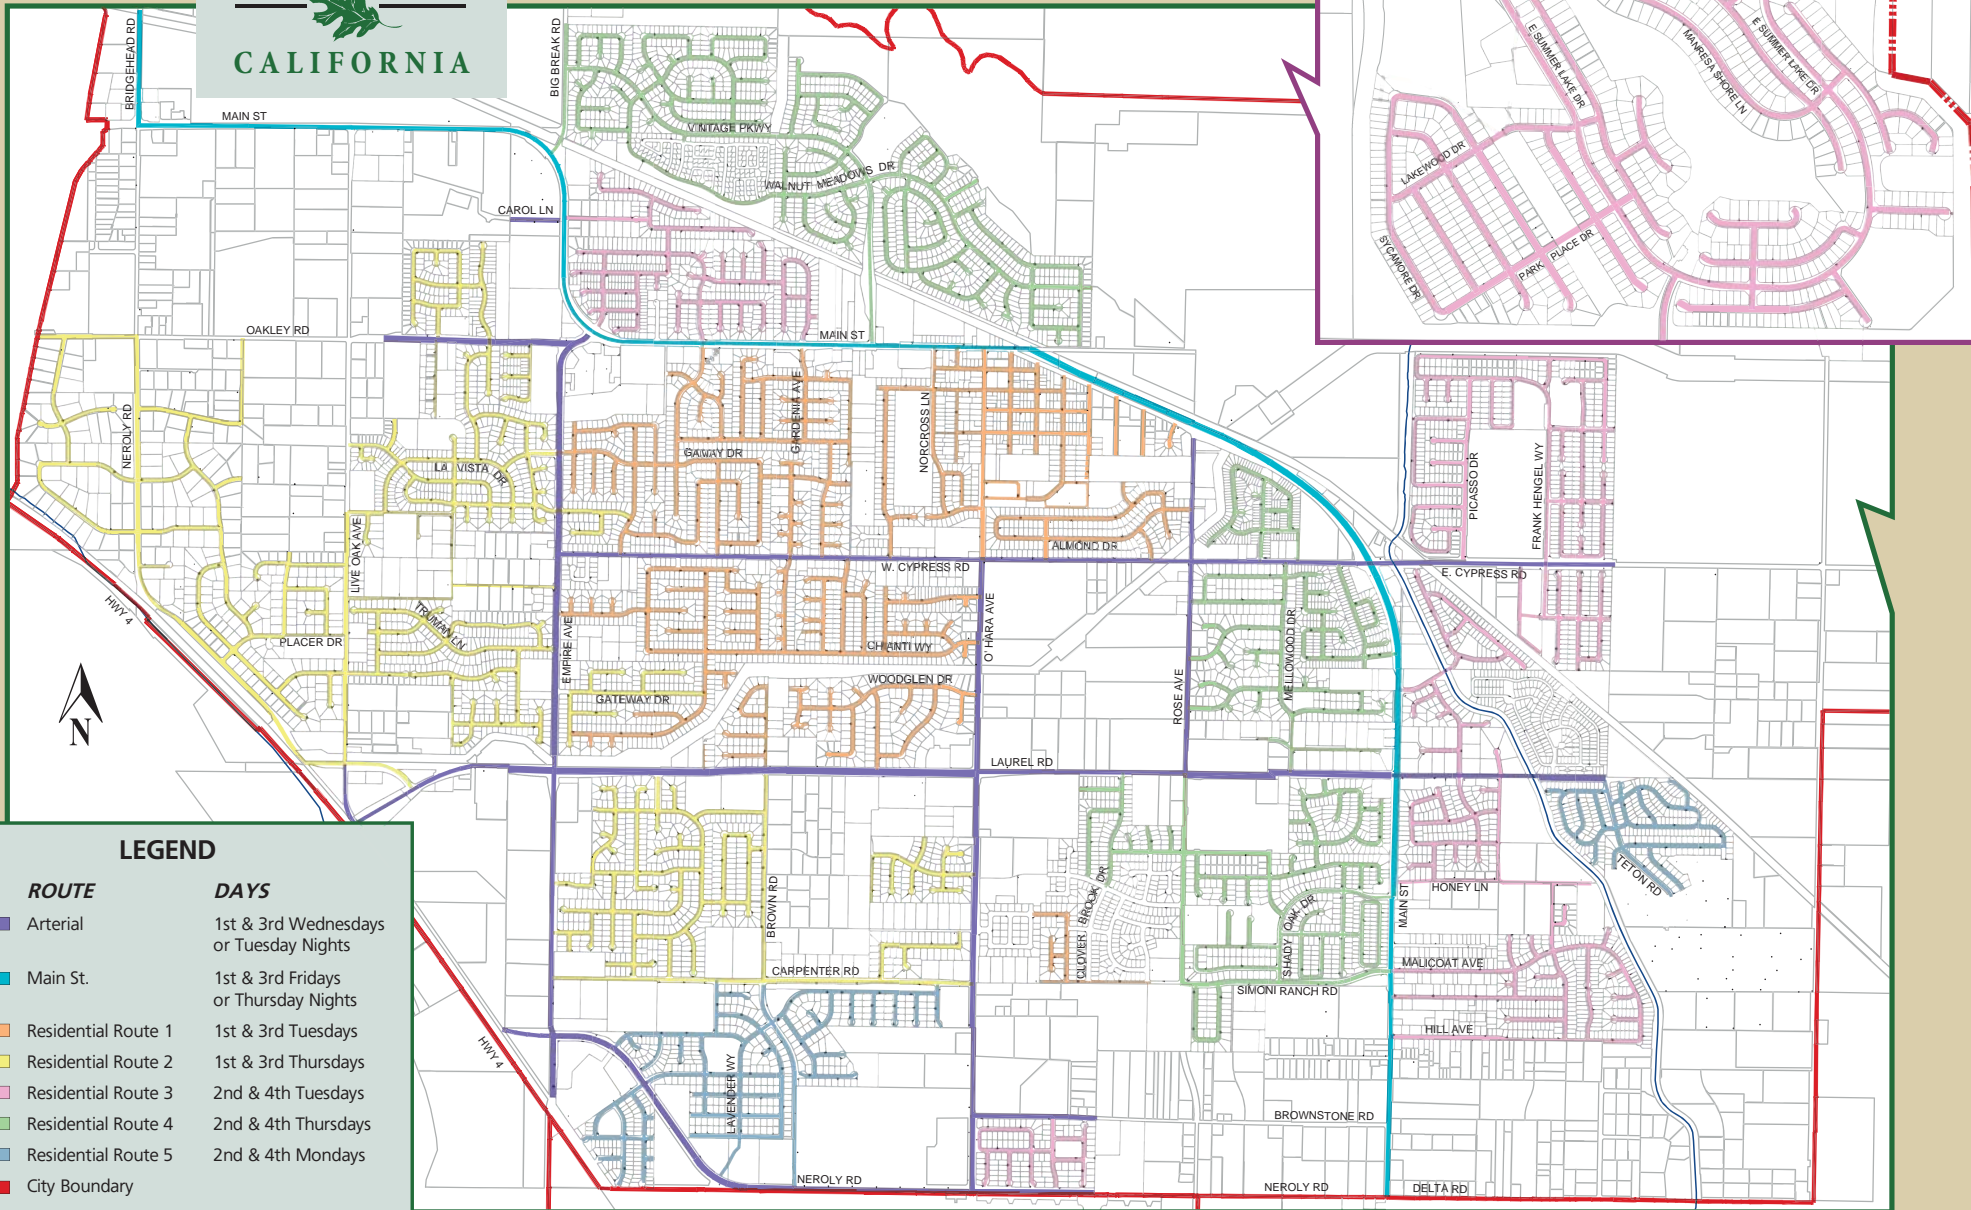 CALIFORNIA
BRIDGEHEAD RD
MAIN ST
BIG BREAK RD
VINTAGE PKWY
WALNUT MEADOWS DR
CAROL LN
OAKLEY RD
MAIN ST
E SUMMER LAKE DR
MANRESA SHORE LN
E SUMMER LAKE DR
LAKEWOOD DR
PARK PLACE DR
SYCAMORE DR
NEROLY RD
LA VISTA DR
GAWAY DR
GARDENIA AVE
NORCROSS LN
PICASSO DR
FRANK HENGEL WY
LIVE OAK AVE
ALMOND DR
W. CYPRESS RD
E. CYPRESS RD
HWY 4
TRUMAN LN
PLACER DR
EMPIRE AVE
CHIANTI WY
O'HARA AVE
MELLOWOOD DR
ROSE AVE
WOODGLEN DR
GATEWAY DR
N
LAUREL RD
BROWN RD
CLOVER BROOK DR
SHADY OAK DR
MAIN ST
HONEY LN
TETON RD
CARPENTER RD
MALICOAT AVE
SIMONI RANCH RD
HILL AVE
HWY 4
LAVENDER WY
BROWNSTONE RD
NEROLY RD
NEROLY RD
DELTA RD
LEGEND
ROUTE DAYS
Arterial 1st & 3rd Wednesdays
or Tuesday Nights
Main St. 1st & 3rd Fridays
or Thursday Nights
Residential Route 1 1st & 3rd Tuesdays
Residential Route 2 1st & 3rd Thursdays
Residential Route 3 2nd & 4th Tuesdays
Residential Route 4 2nd & 4th Thursdays
Residential Route 5 2nd & 4th Mondays
City Boundary